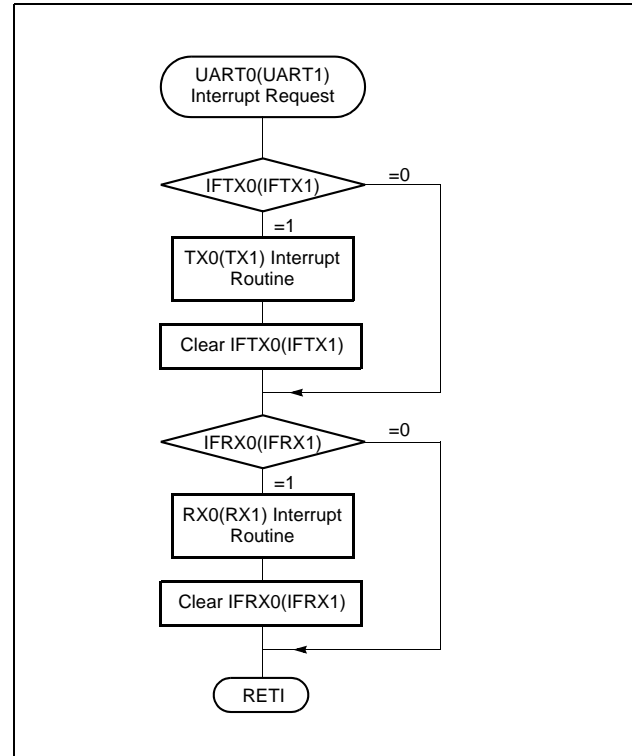 UART0(UART1)
Interrupt Request
IFTX0(IFTX1)
=0
=1
TX0(TX1) Interrupt
Routine
Clear IFTX0(IFTX1)
IFRX0(IFRX1)
=0
=1
RX0(RX1) Interrupt
Routine
Clear IFRX0(IFRX1)
RETI